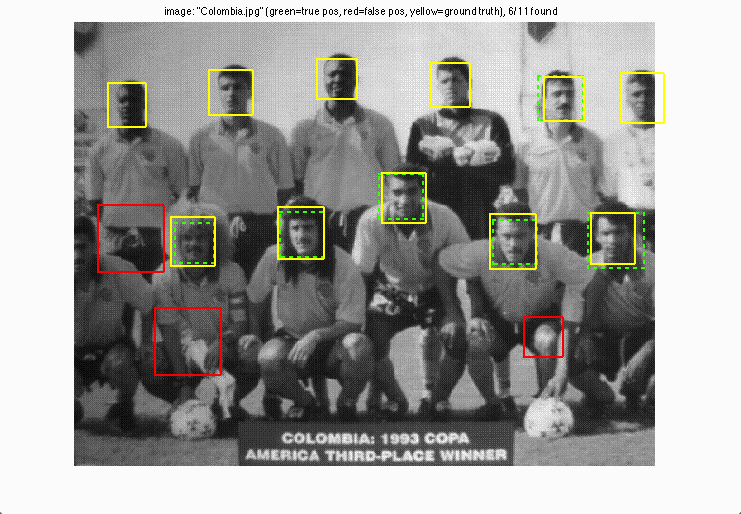 image: "Colombia.jpg" (green=true pos, red=false pos, yellow=ground truth), 6/11 found
COLOMBIA: 1993 COPA
AMERICA THIRD-PLACE WINNER